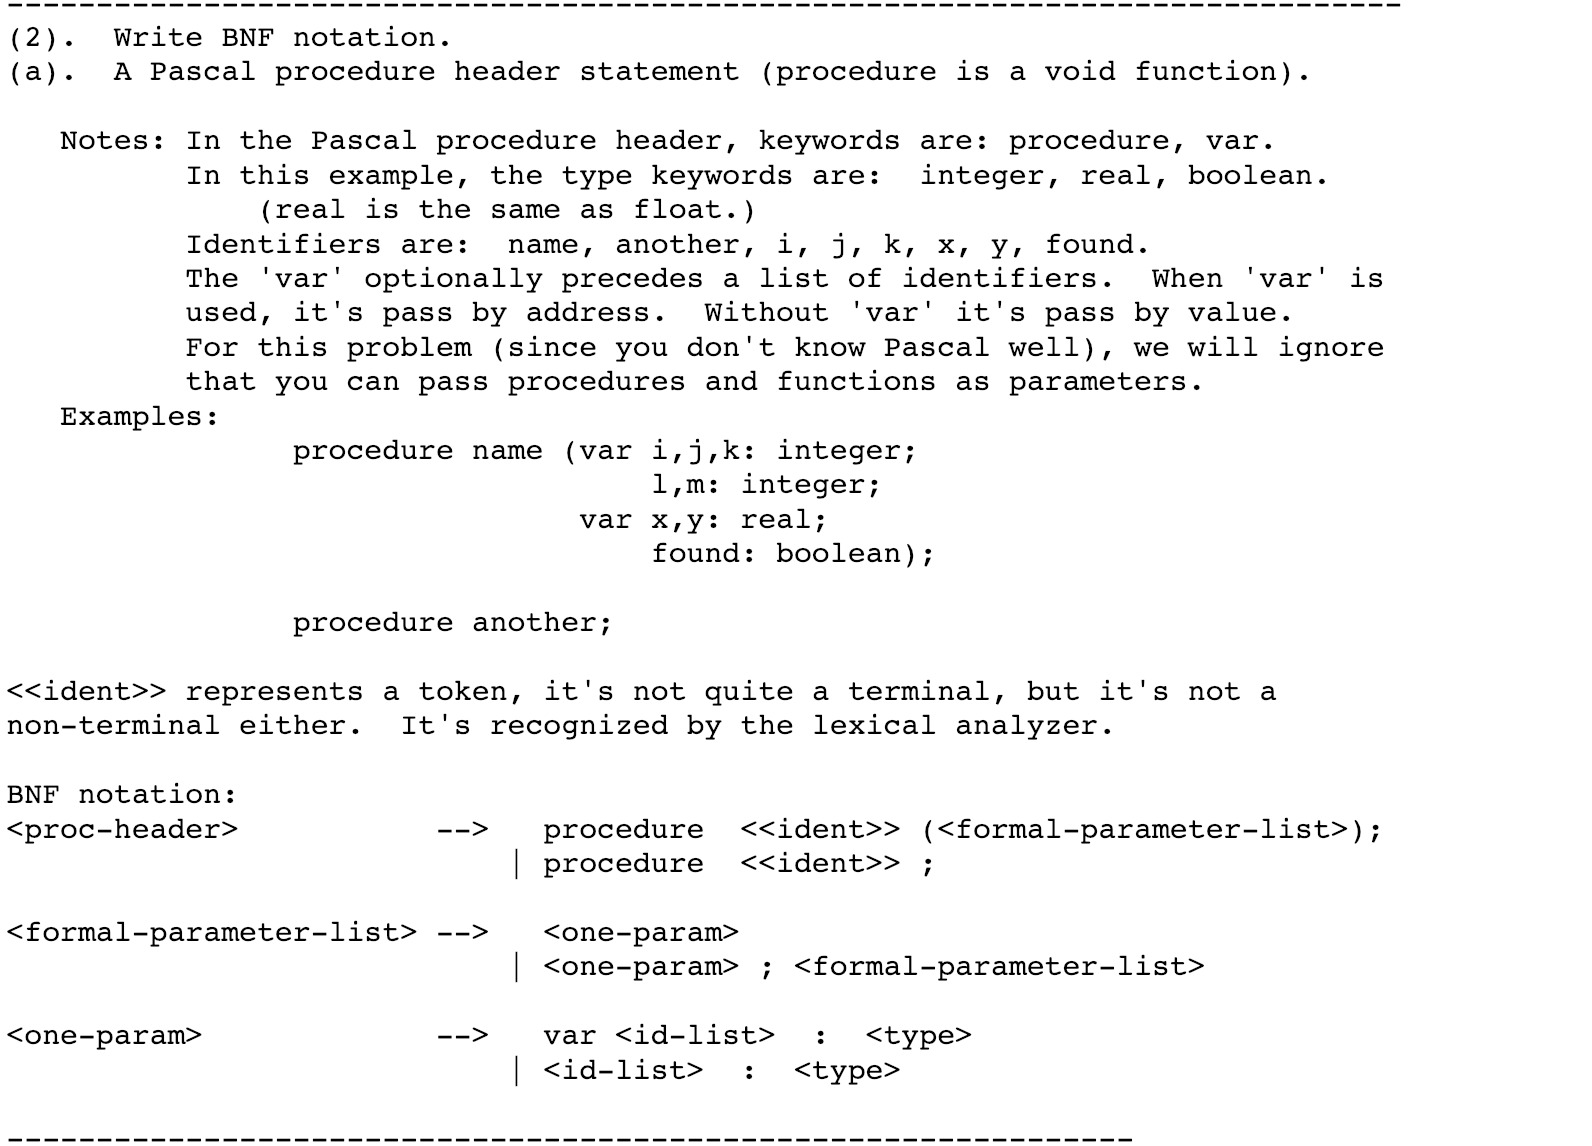 ------------------------------------------------------------------------------
(2).  Write BNF notation.
(a).  A Pascal procedure header statement (procedure is a void function).

   Notes: In the Pascal procedure header, keywords are: procedure, var.
          In this example, the type keywords are:  integer, real, boolean.
              (real is the same as float.)
          Identifiers are:  name, another, i, j, k, x, y, found.
          The 'var' optionally precedes a list of identifiers.  When 'var' is
          used, it's pass by address.  Without 'var' it's pass by value.
          For this problem (since you don't know Pascal well), we will ignore
          that you can pass procedures and functions as parameters.
   Examples:
                procedure name (var i,j,k: integer;
                                    l,m: integer;
                                var x,y: real;
                                    found: boolean);

                procedure another;

<<ident>> represents a token, it's not quite a terminal, but it's not a
non-terminal either.  It's recognized by the lexical analyzer.

BNF notation:
<proc-header>           -->   procedure  <<ident>> (<formal-parameter-list>);
                            | procedure  <<ident>> ;

<formal-parameter-list> -->   <one-param>
                            | <one-param> ; <formal-parameter-list>

<one-param>             -->   var <id-list>  :  <type>
                            | <id-list>  :  <type>

---------------------------------------------------------------